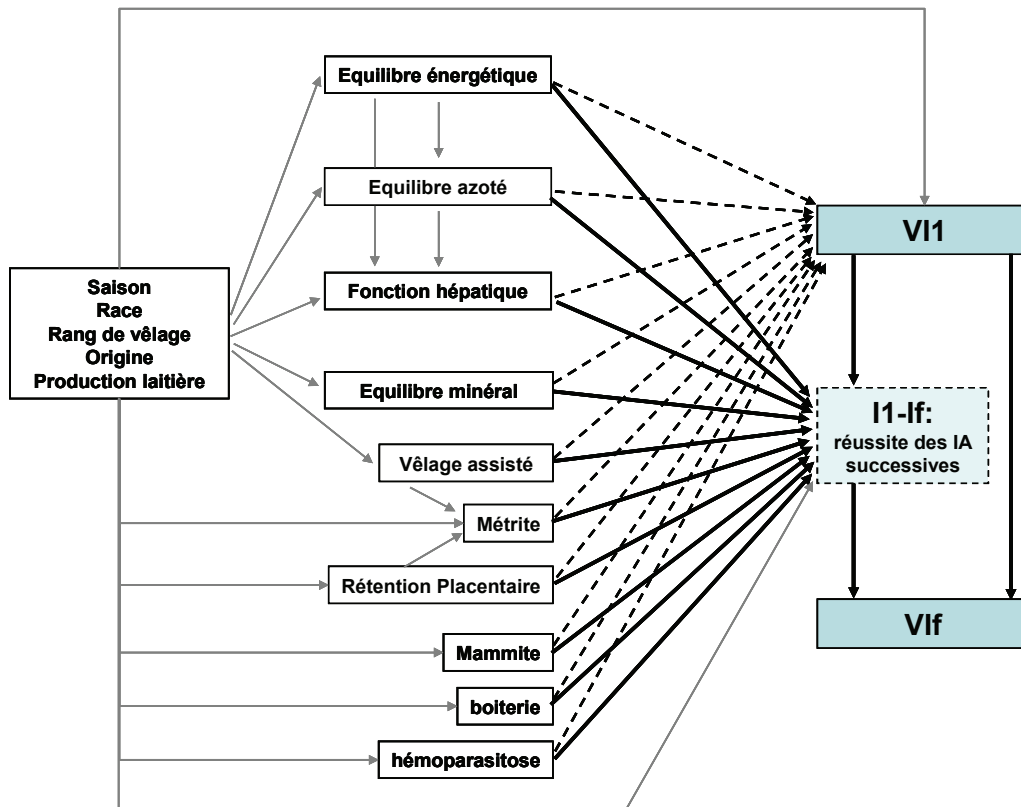 Equilibre énergétique
Equilibre azoté
VI1
Saison
Race
Rang de vêlage
Origine
Production laitière
Fonction hépatique
Equilibre minéral
I1-If:
réussite des IA
successives
Vêlage assisté
Métrite
Rétention Placentaire
VIf
Mammite
boiterie
hémoparasitose